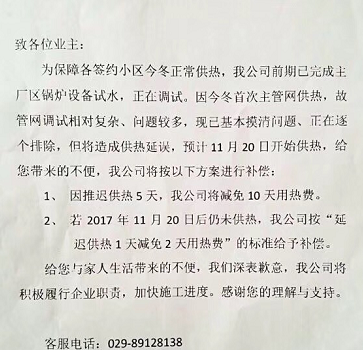 致各位业主:
为保障各签约小区今冬正常供热，我公司前期已完成主
厂区锅炉设备试水，正在调试。因今冬首次主管网供热，故
管网调试相对复杂、问题较多，现已基本摸清问题、正在逐
个排除，但将造成供热延误，预计 11 月 20 日开始供热，给
您带来的不便，我公司将按以下方案进行补偿:
1、 因推迟供热 5 天，我公司将减免 10 天用热费。
2、 若 2017 年 11 月 20 日后仍未供热，我公司按“延
迟供热 1 天减免 2 天用热费”的标准给予补偿。
给您与家人生活带来的不便，我们深表歉意，我公司将
积极履行企业职责，加快施工进度。感谢您的理解与支持。
客服电话: 029-89128138